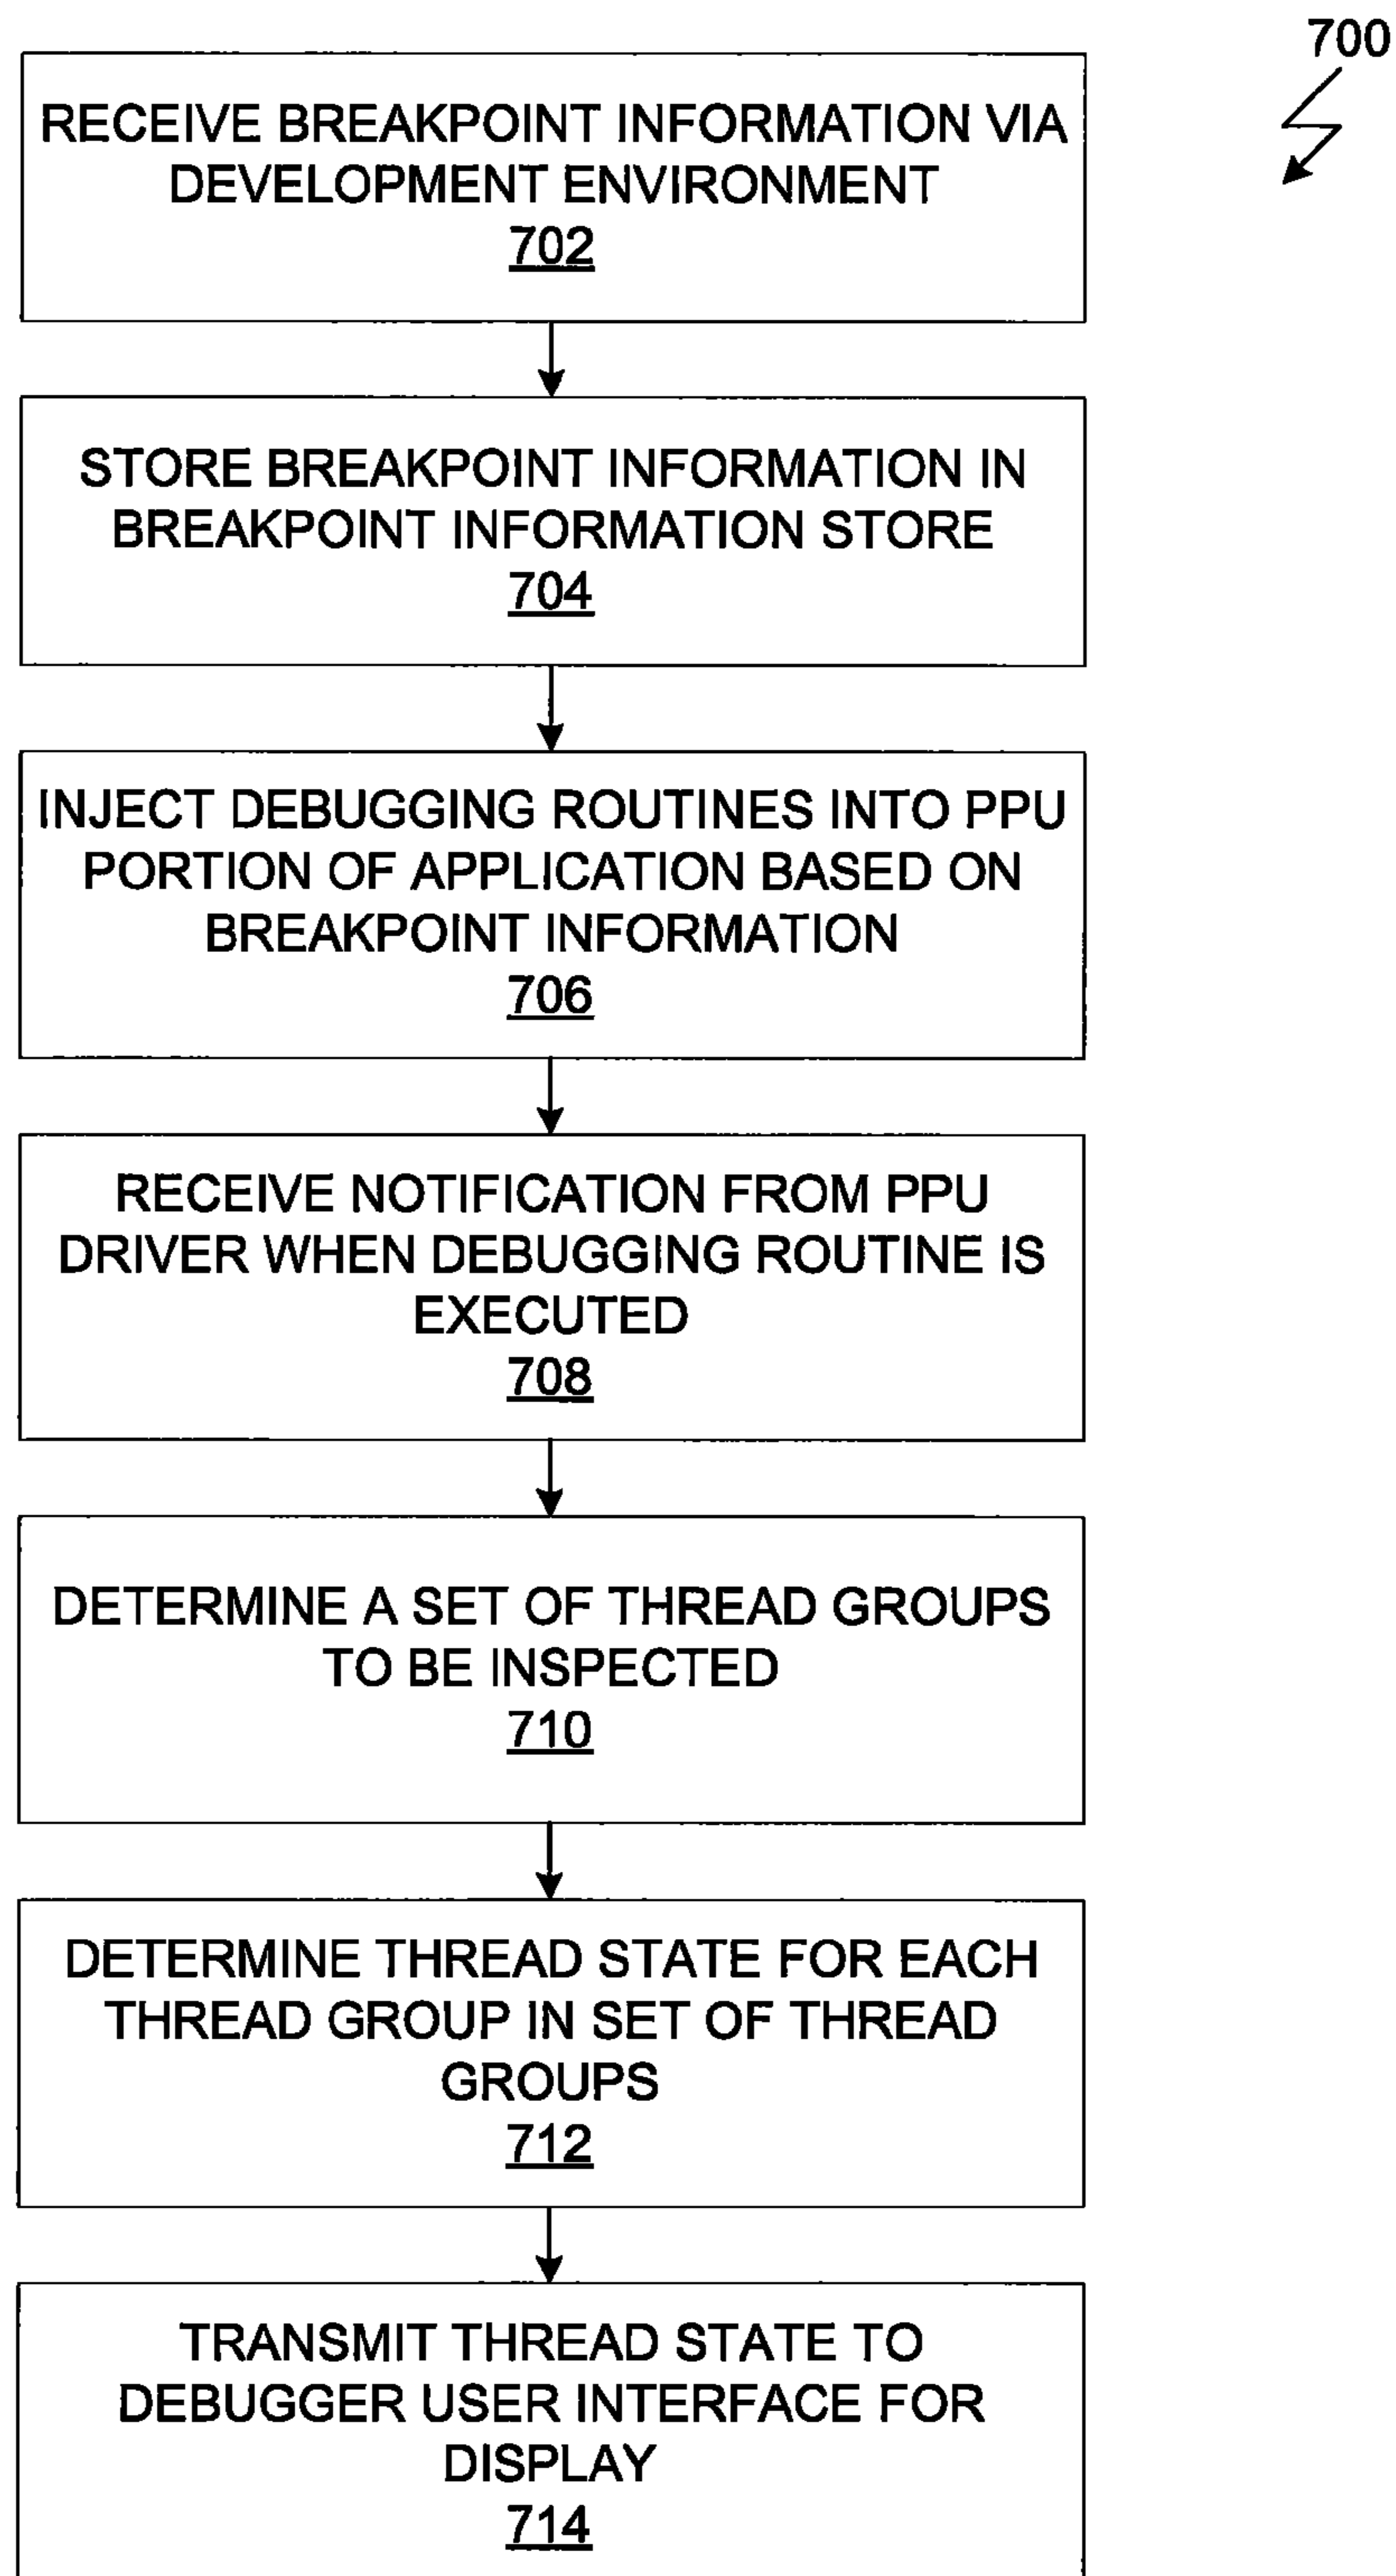 700
RECEIVE BREAKPOINT INFORMATION VIA
DEVELOPMENT ENVIRONMENT
702
STORE BREAKPOINT INFORMATION IN
BREAKPOINT INFORMATION STORE
704
INJECT DEBUGGING ROUTINES INTO PPU
PORTION OF APPLICATION BASED ON
BREAKPOINT INFORMATION
706
RECEIVE NOTIFICATION FROM PPU
DRIVER WHEN DEBUGGING ROUTINE IS
EXECUTED
708
DETERMINE A SET OF THREAD GROUPS
TO BE INSPECTED
710
DETERMINE THREAD STATE FOR EACH
THREAD GROUP IN SET OF THREAD
GROUPS
712
TRANSMIT THREAD STATE TO
DEBUGGER USER INTERFACE FOR
DISPLAY
714